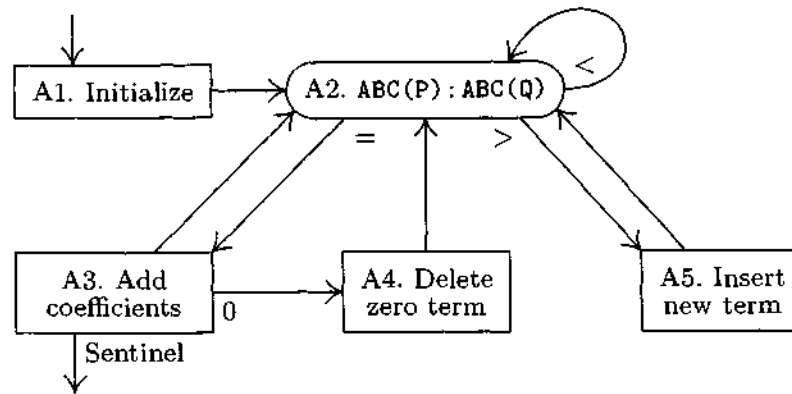 A1. Initialize
A2. ABC(P):ABC(Q)
<
=
>
A3. Add
coefficients
0
A4. Delete
zero term
A5. Insert
new term
Sentinel